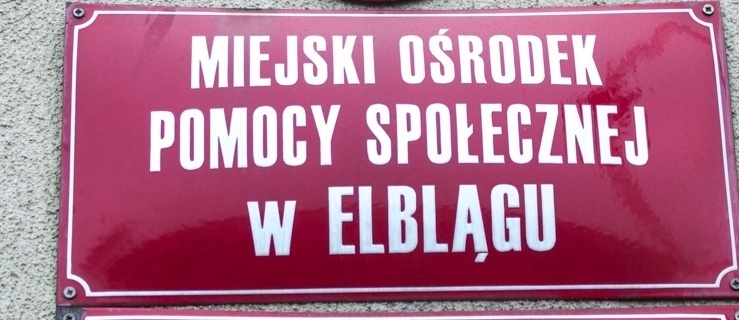 MIEJSKI OŚRODEK
POMOCY SPOŁECZNEJ
W ELBLĄGU